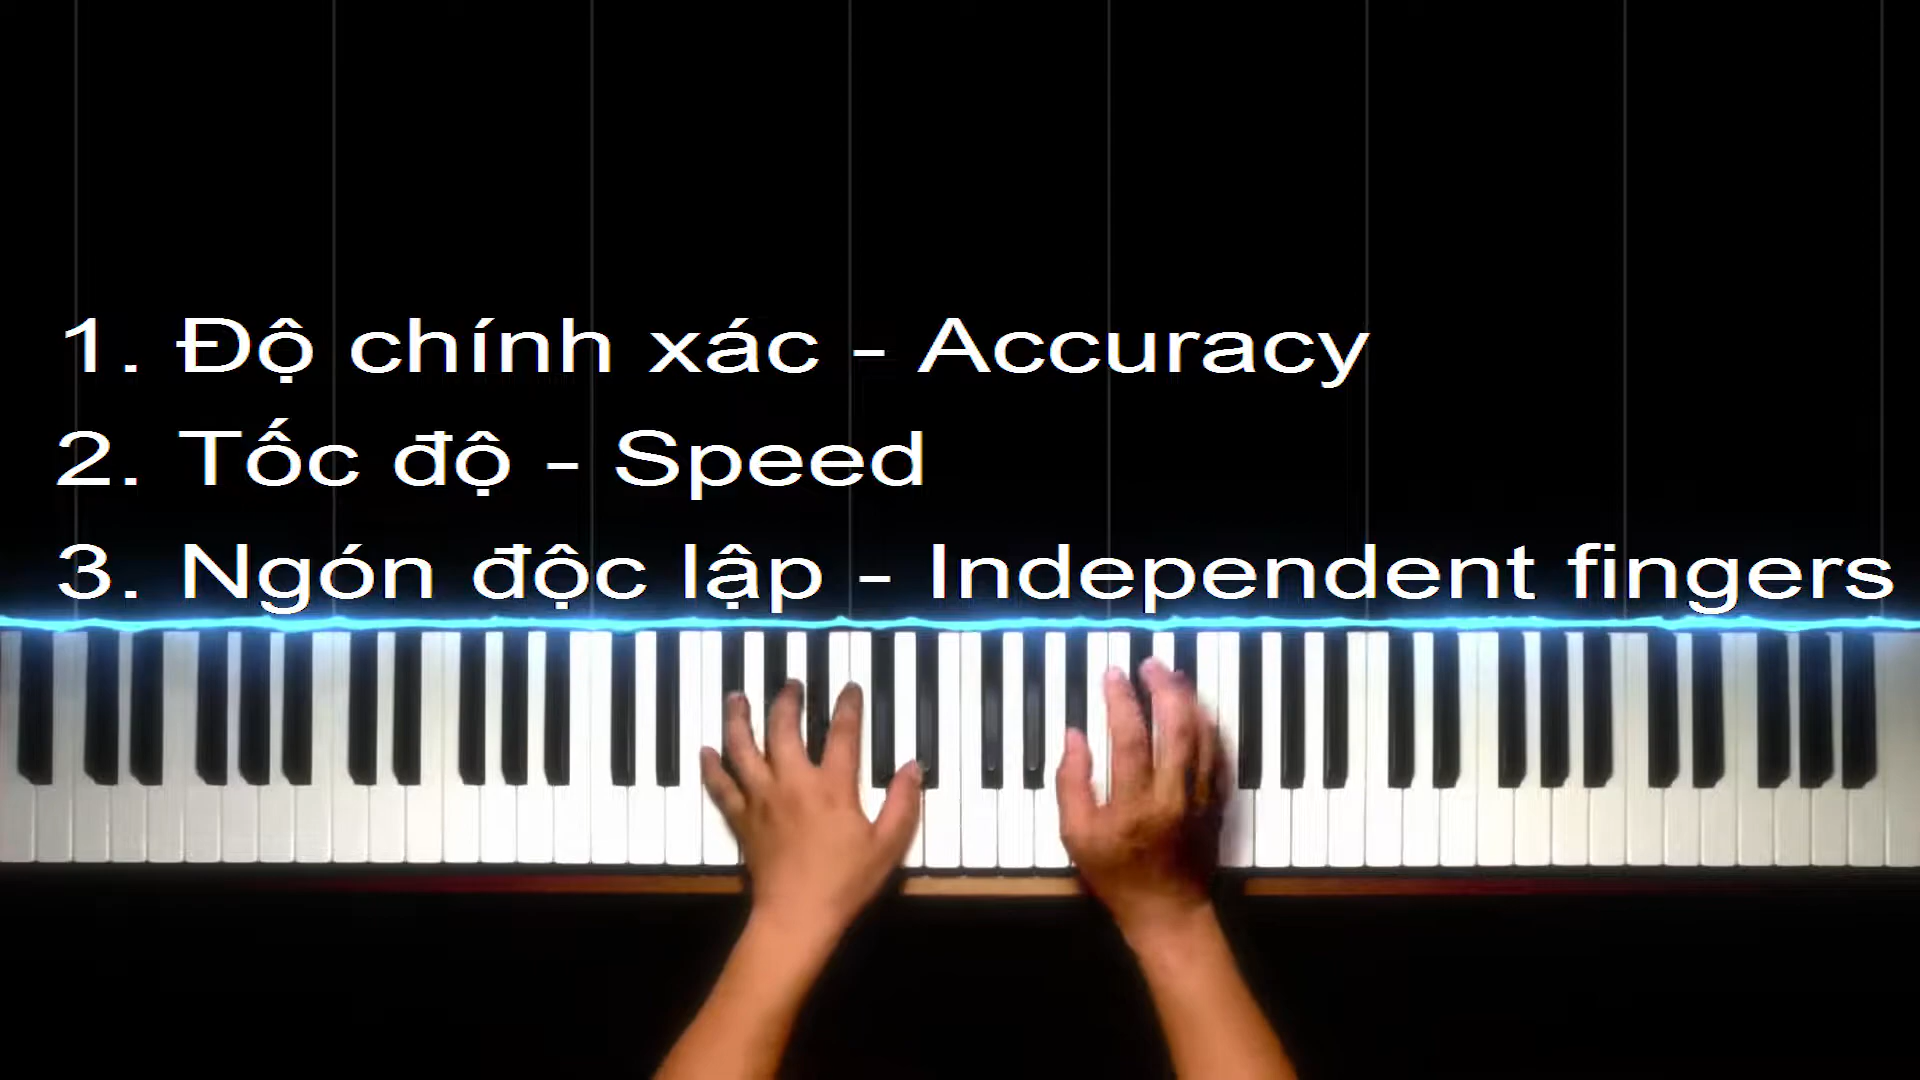 1. Độ chính xác - Accuracy
2. Tốc độ - Speed
3. Ngón độc lập - Independent fingers